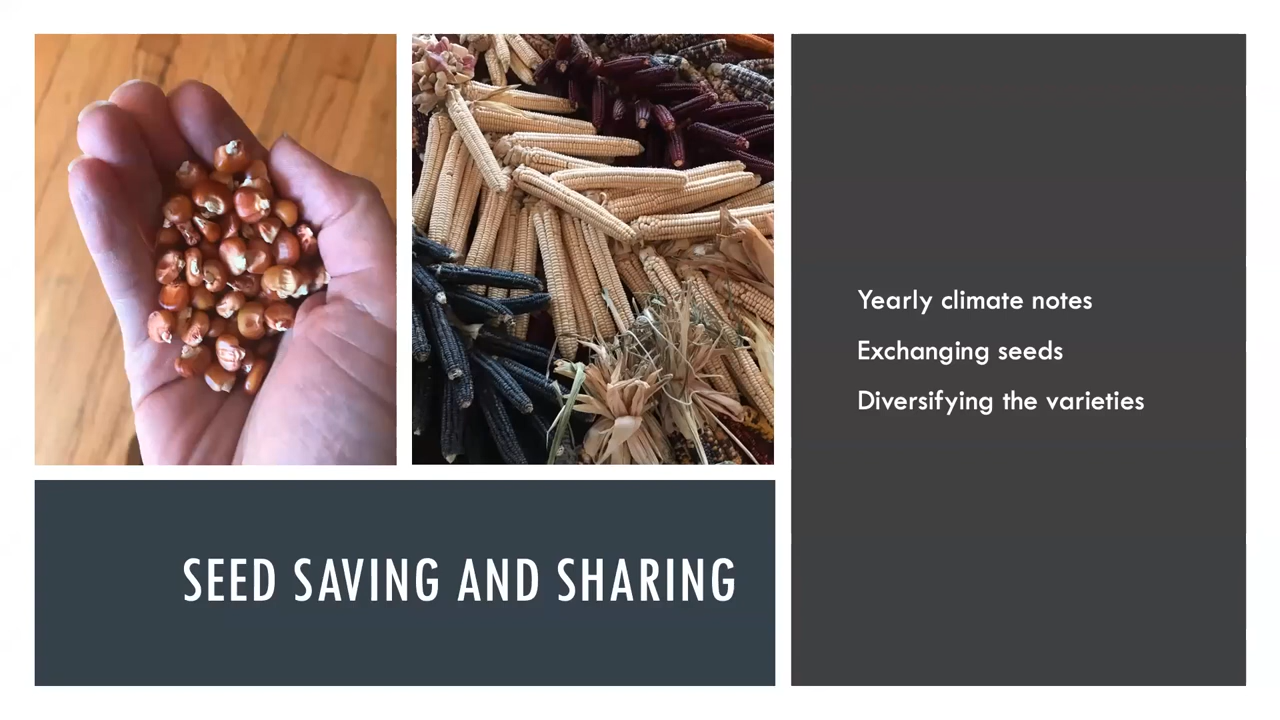 Yearly climate notes
Exchanging seeds
Diversifying the varieties
SEED SAVING AND SHARING